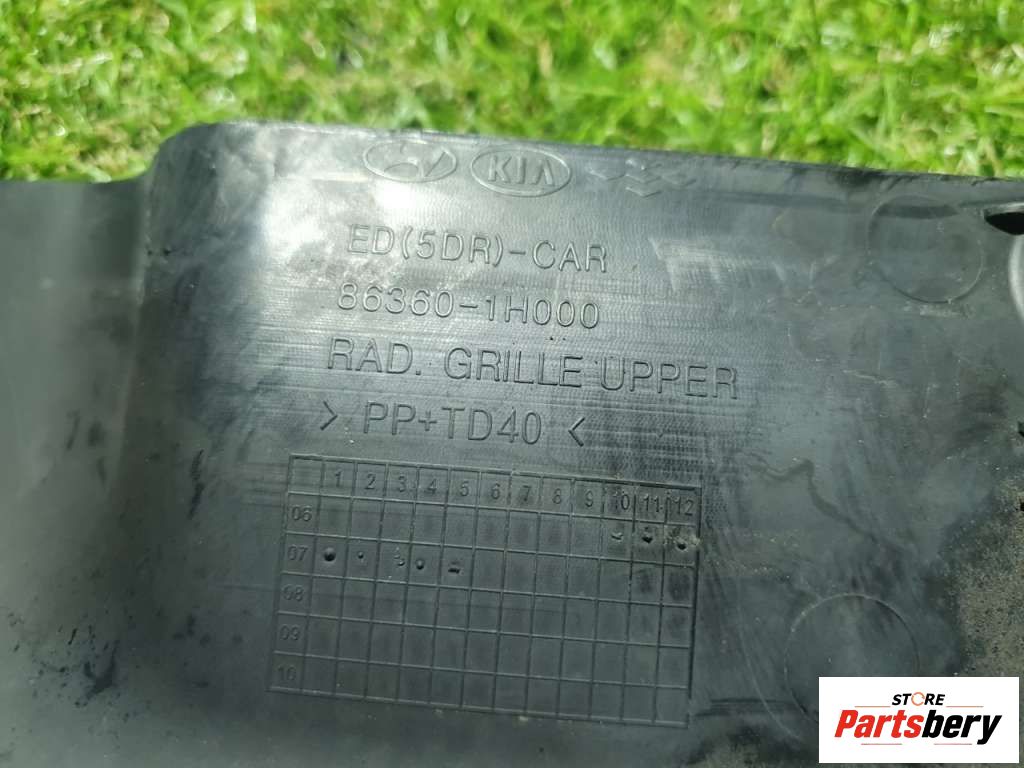 KIA
ED(5DR)-CAR
86360-1H000
RAD. GRILLE UPPER
> PP+TD40 <
1 2 3 4 5 6 7 8 9 10 11 12
06
07
08
09
10
STORE
Partsbery